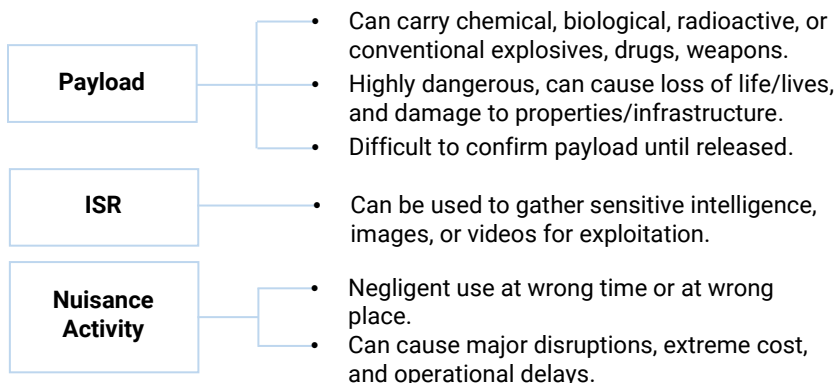 Payload
• Can carry chemical, biological, radioactive, or
conventional explosives, drugs, weapons.
• Highly dangerous, can cause loss of life/lives,
and damage to properties/infrastructure.
• Difficult to confirm payload until released.
ISR
• Can be used to gather sensitive intelligence,
images, or videos for exploitation.
Nuisance
Activity
• Negligent use at wrong time or at wrong
place.
• Can cause major disruptions, extreme cost,
and operational delays.